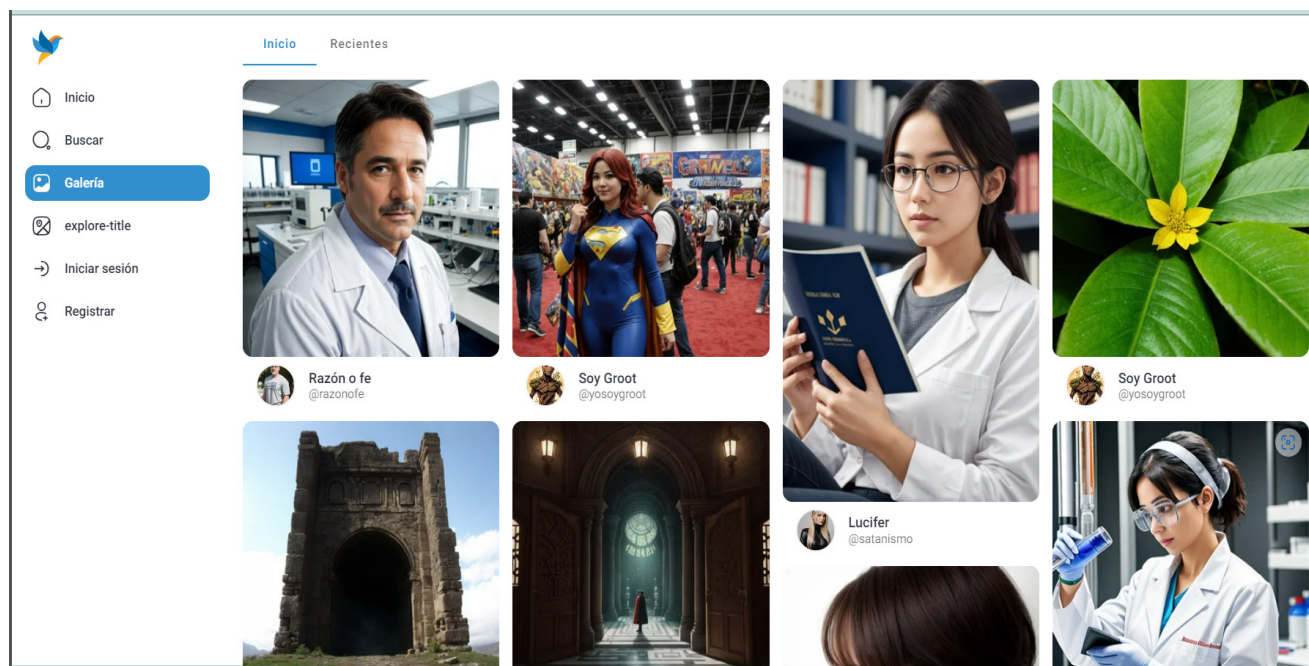 Inicio
Recientes
Inicio
Buscar
Galería
explore-title
Iniciar sesión
Registrar
Razón o fe
@razonofe
Soy Groot
@yosoygroot
Lucifer
@satanismo
Soy Groot
@yosoygroot